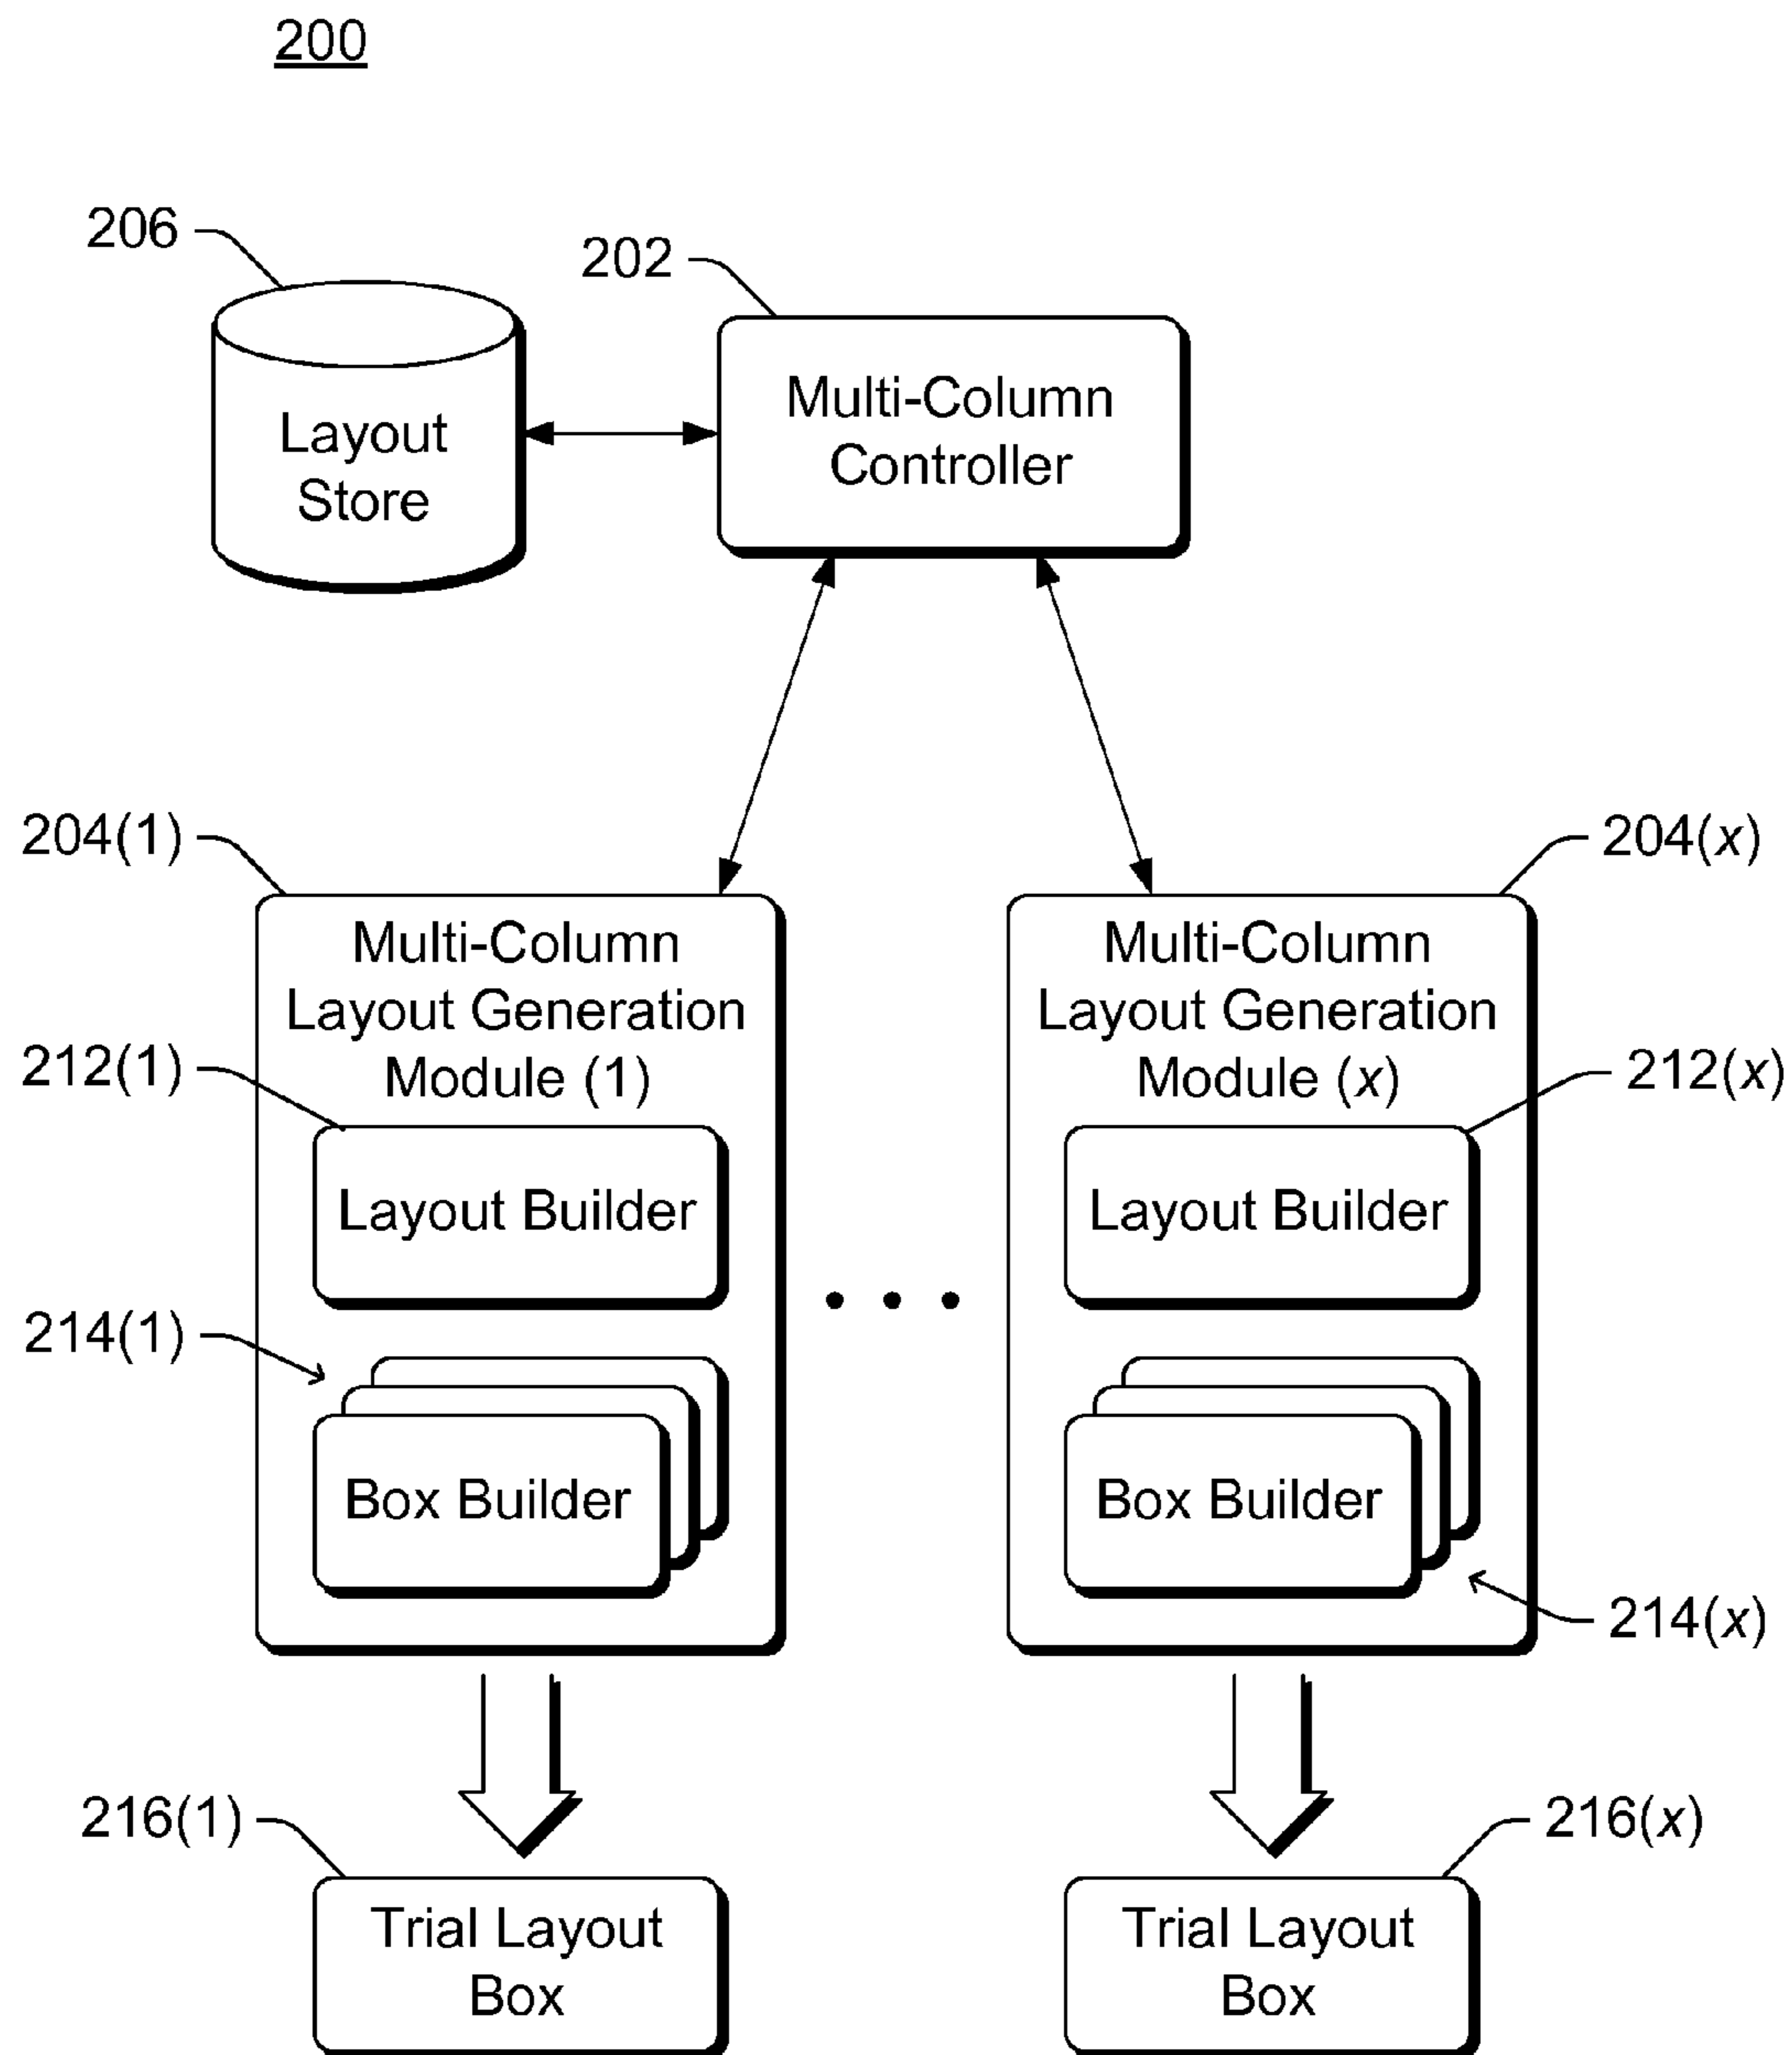 200
206
202
Layout
Store
Multi-Column
Controller
204(1)
204(x)
Multi-Column
Layout Generation
Module (1)
Multi-Column
Layout Generation
Module (x)
212(1)
212(x)
Layout Builder
Layout Builder
214(1)
• • •
Box Builder
Box Builder
214(x)
216(1)
216(x)
Trial Layout
Box
Trial Layout
Box